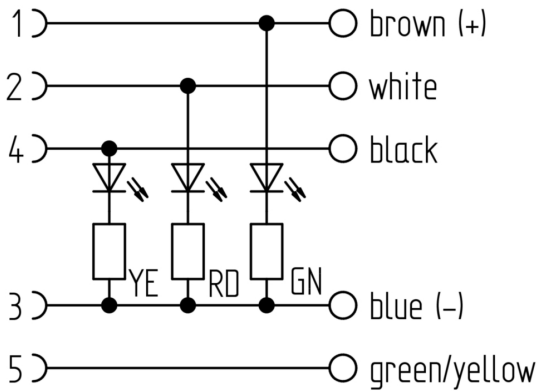 1 brown (+)
2 white
4 black
YE RD GN
3 blue (–)
5 green/yellow